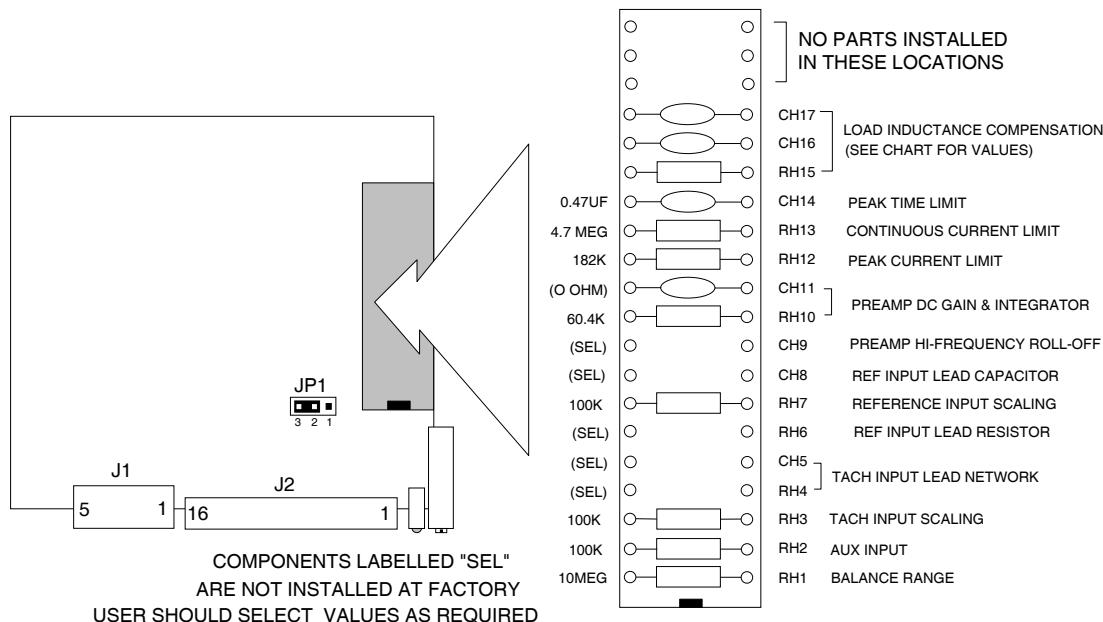 NO PARTS INSTALLED
IN THESE LOCATIONS
CH17
CH16
RH15
LOAD INDUCTANCE COMPENSATION
(SEE CHART FOR VALUES)
0.47UF CH14 PEAK TIME LIMIT
4.7 MEG RH13 CONTINUOUS CURRENT LIMIT
182K RH12 PEAK CURRENT LIMIT
(O OHM) CH11
60.4K RH10
PREAMP DC GAIN & INTEGRATOR
(SEL) CH9 PREAMP HI-FREQUENCY ROLL-OFF
(SEL) CH8 REF INPUT LEAD CAPACITOR
100K RH7 REFERENCE INPUT SCALING
(SEL) RH6 REF INPUT LEAD RESISTOR
(SEL) CH5
(SEL) RH4
TACH INPUT LEAD NETWORK
100K RH3 TACH INPUT SCALING
100K RH2 AUX INPUT
10MEG RH1 BALANCE RANGE
JP1
3 2 1
J1
5 1
J2
16 1
COMPONENTS LABELLED "SEL"
ARE NOT INSTALLED AT FACTORY
USER SHOULD SELECT VALUES AS REQUIRED